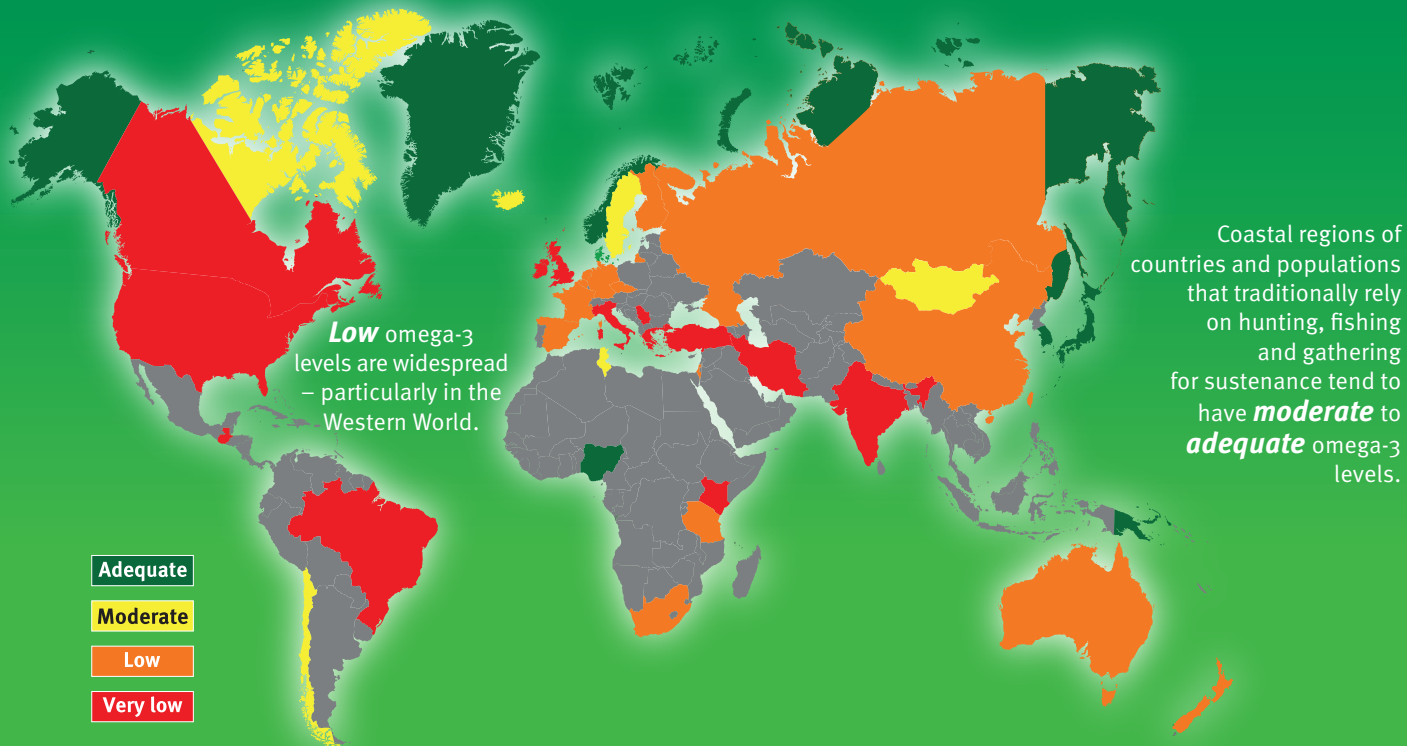 Low omega-3
levels are widespread
– particularly in the
Western World.
Coastal regions of
countries and populations
that traditionally rely
on hunting, fishing
and gathering
for sustenance tend to
have moderate to
adequate omega-3
levels.
Adequate
Moderate
Low
Very low